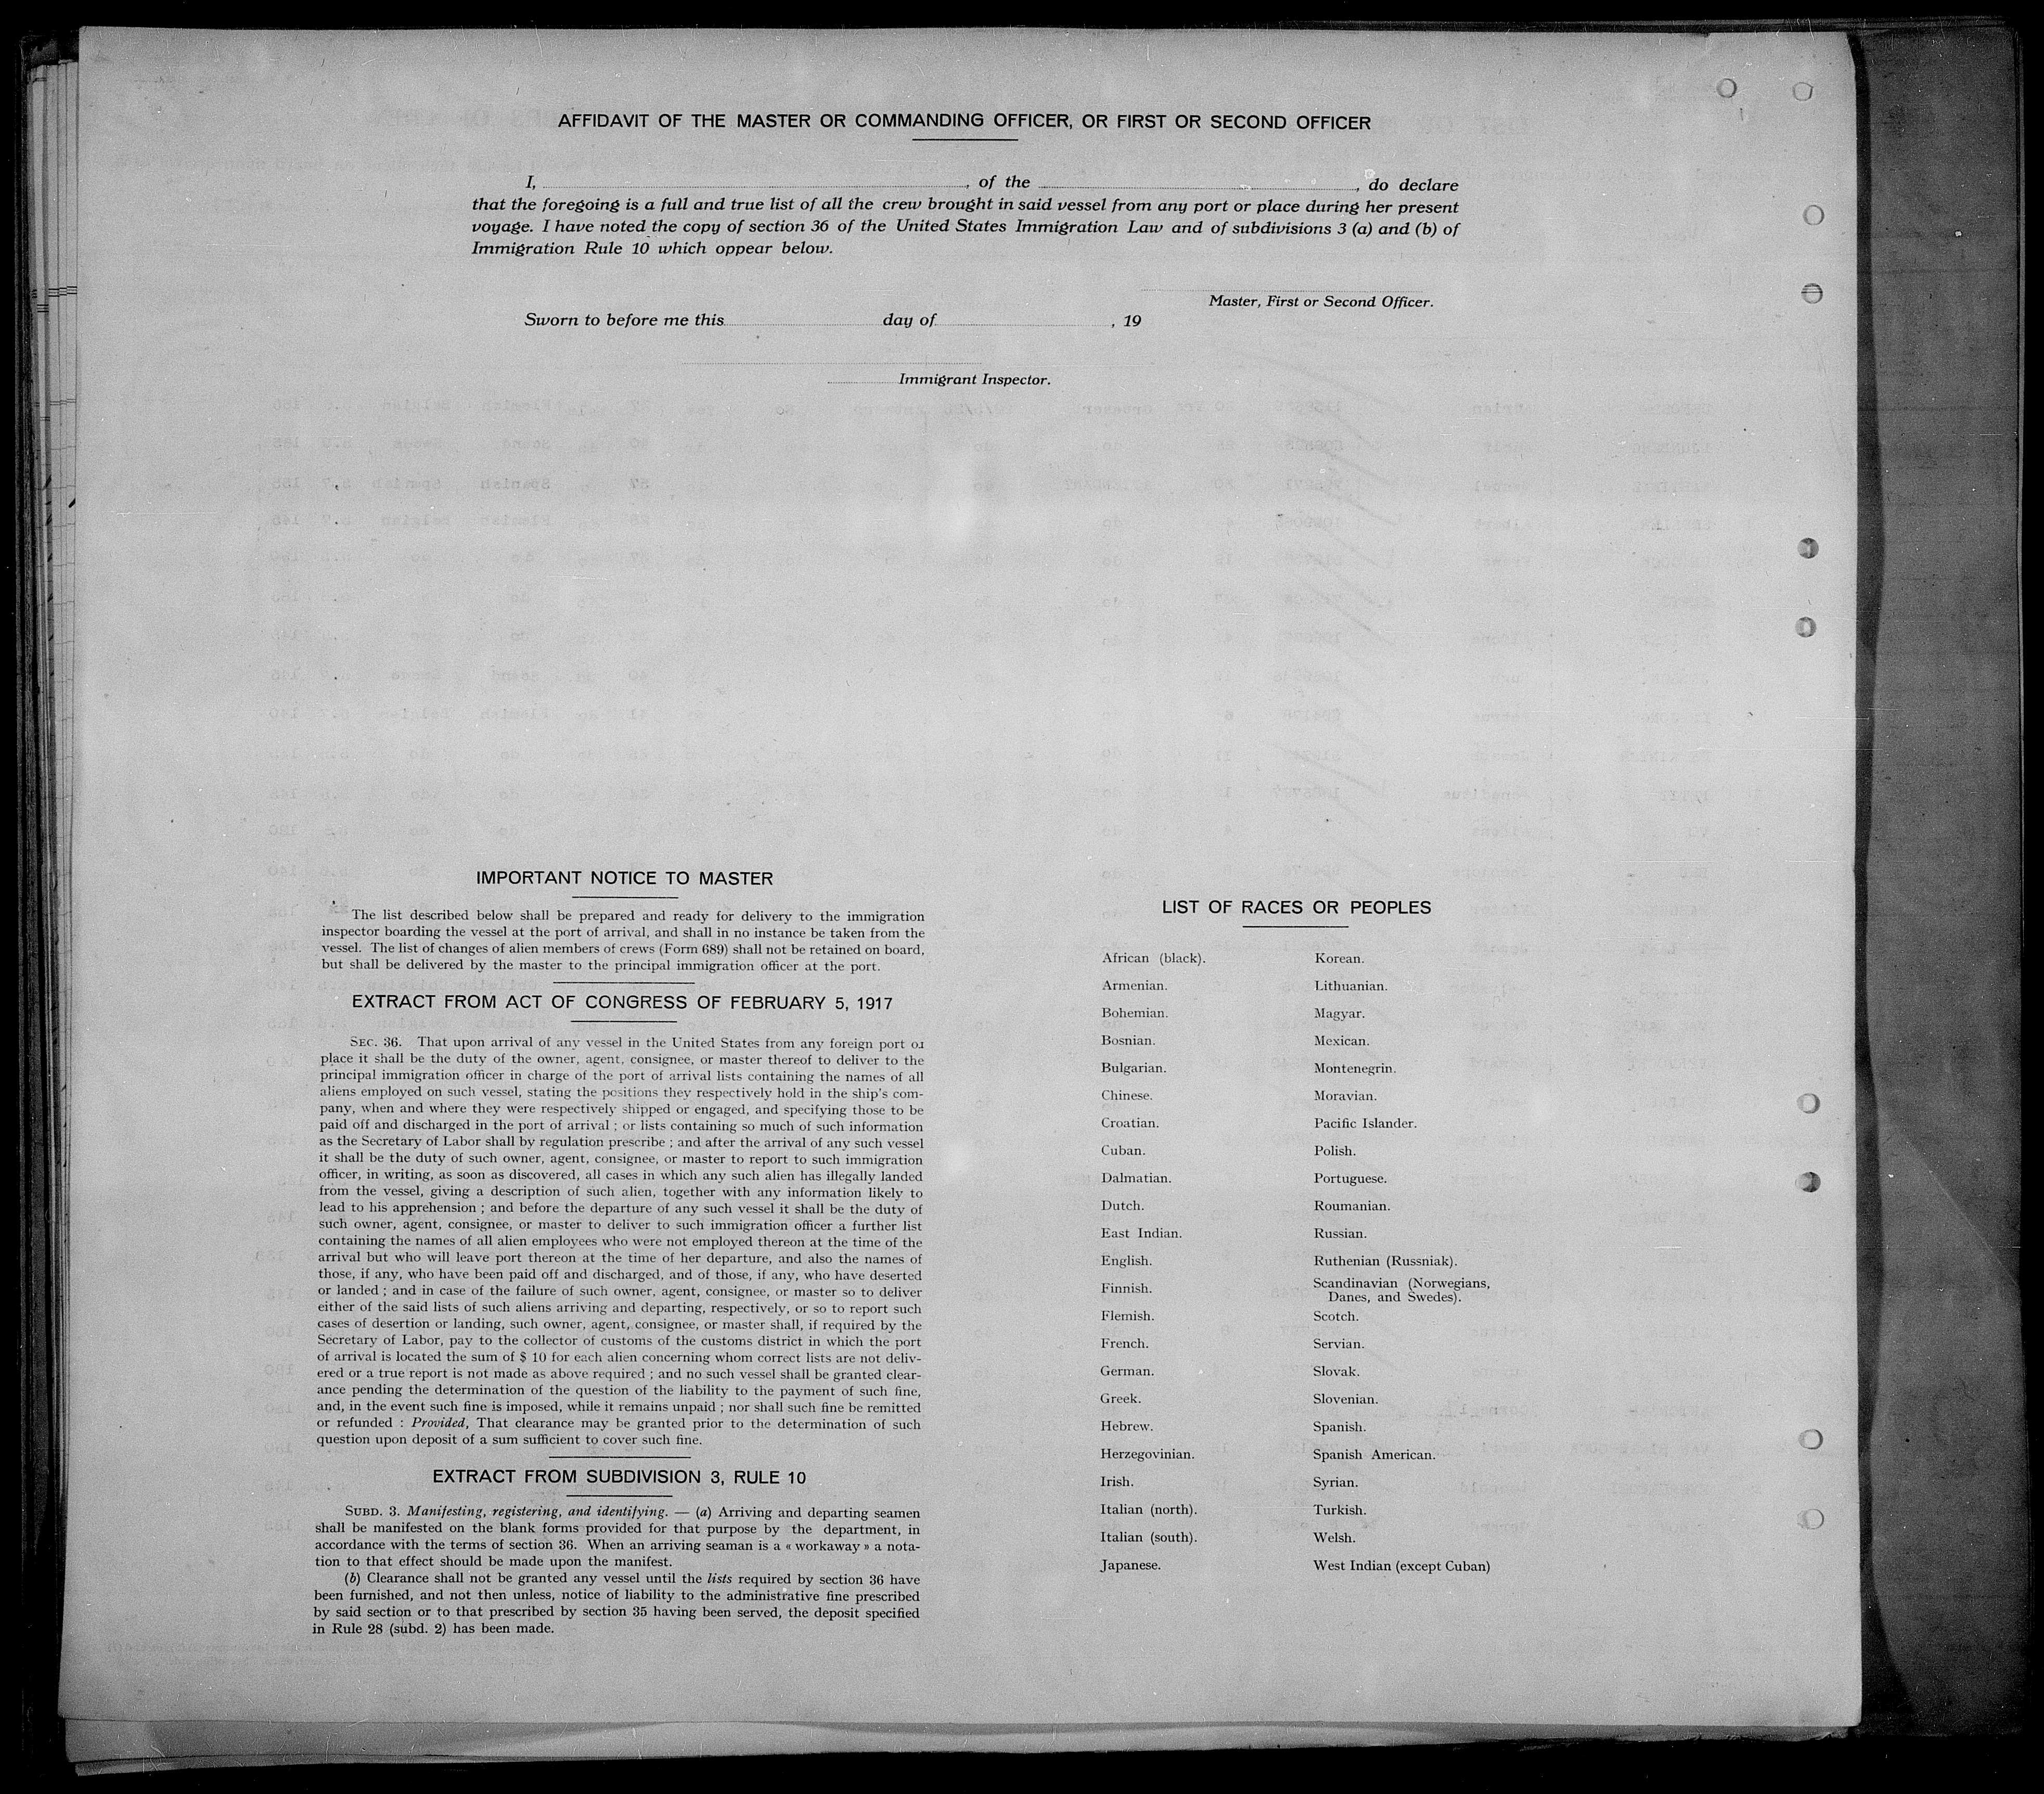 AFFIDAVIT OF THE MASTER OR COMMANDING OFFICER, OR FIRST OR SECOND OFFICER
I, , of the , do declare
that the foregoing is a full and true list of all the crew brought in said vessel from any port or place during her present
voyage. I have noted the copy of section 36 of the United States Immigration Law and of subdivisions 3 (a) and (b) of
Immigration Rule 10 which oppear below.
Master, First or Second Officer.
Sworn to before me this day of , 19
Immigrant Inspector.
IMPORTANT NOTICE TO MASTER
The list described below shall be prepared and ready for delivery to the immigration
inspector boarding the vessel at the port of arrival, and shall in no instance be taken from the
vessel. The list of changes of alien members of crews (Form 689) shall not be retained on board,
but shall be delivered by the master to the principal immigration officer at the port.
EXTRACT FROM ACT OF CONGRESS OF FEBRUARY 5, 1917
SEC. 36. That upon arrival of any vessel in the United States from any foreign port or
place it shall be the duty of the owner, agent, consignee, or master thereof to deliver to the
principal immigration officer in charge of the port of arrival lists containing the names of all
aliens employed on such vessel, stating the positions they respectively hold in the ship's com-
pany, when and where they were respectively shipped or engaged, and specifying those to be
paid off and discharged in the port of arrival ; or lists containing so much of such information
as the Secretary of Labor shall by regulation prescribe ; and after the arrival of any such vessel
it shall be the duty of such owner, agent, consignee, or master to report to such immigration
officer, in writing, as soon as discovered, all cases in which any such alien has illegally landed
from the vessel, giving a description of such alien, together with any information likely to
lead to his apprehension ; and before the departure of any such vessel it shall be the duty of
such owner, agent, consignee, or master to deliver to such immigration officer a further list
containing the names of all alien employees who were not employed thereon at the time of the
arrival but who will leave port thereon at the time of her departure, and also the names of
those, if any, who have been paid off and discharged, and of those, if any, who have deserted
or landed ; and in case of the failure of such owner, agent, consignee, or master so to deliver
either of the said lists of such aliens arriving and departing, respectively, or so to report such
cases of desertion or landing, such owner, agent, consignee, or master shall, if required by the
Secretary of Labor, pay to the collector of customs of the customs district in which the port
of arrival is located the sum of $ 10 for each alien concerning whom correct lists are not deliv-
ered or a true report is not made as above required ; and no such vessel shall be granted clear-
ance pending the determination of the question of the liability to the payment of such fine,
and, in the event such fine is imposed, while it remains unpaid ; nor shall such fine be remitted
or refunded : Provided, That clearance may be granted prior to the determination of such
question upon deposit of a sum sufficient to cover such fine.
EXTRACT FROM SUBDIVISION 3, RULE 10
SUBD. 3. Manifesting, registering, and identifying. — (a) Arriving and departing seamen
shall be manifested on the blank forms provided for that purpose by the department, in
accordance with the terms of section 36. When an arriving seaman is a « workaway » a nota-
tion to that effect should be made upon the manifest.
(b) Clearance shall not be granted any vessel until the lists required by section 36 have
been furnished, and not then unless, notice of liability to the administrative fine prescribed
by said section or to that prescribed by section 35 having been served, the deposit specified
in Rule 28 (subd. 2) has been made.
LIST OF RACES OR PEOPLES
African (black).
Armenian.
Bohemian.
Bosnian.
Bulgarian.
Chinese.
Croatian.
Cuban.
Dalmatian.
Dutch.
East Indian.
English.
Finnish.
Flemish.
French.
German.
Greek.
Hebrew.
Herzegovinian.
Irish.
Italian (north).
Italian (south).
Japanese.
Korean.
Lithuanian.
Magyar.
Mexican.
Montenegrin.
Moravian.
Pacific Islander.
Polish.
Portuguese.
Roumanian.
Russian.
Ruthenian (Russniak).
Scandinavian (Norwegians,
Danes, and Swedes).
Scotch.
Servian.
Slovak.
Slovenian.
Spanish.
Spanish American.
Syrian.
Turkish.
Welsh.
West Indian (except Cuban)